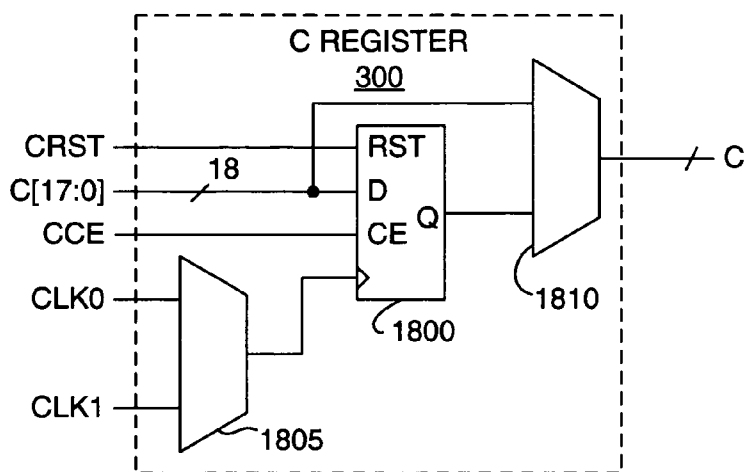 C REGISTER
300
CRST
RST
18
C[17:0]
D
C
Q
CCE
CE
CLK0
1810
1800
CLK1
1805